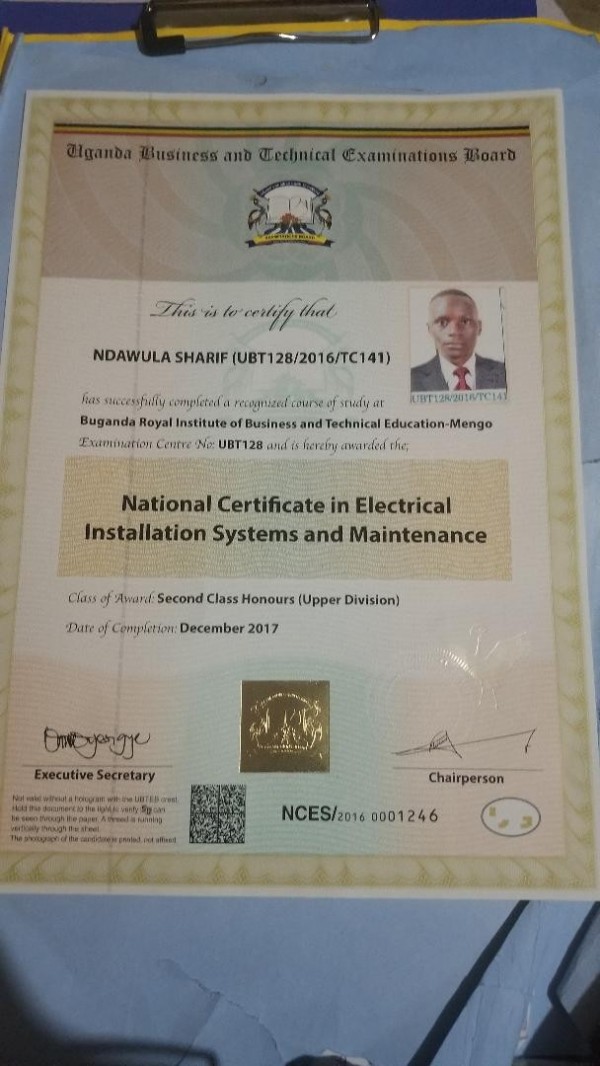 Uganda Business and Technical Examinations Board
This is to certify that
NDAWULA SHARIF (UBT128/2016/TC141)
UBT128/2016/TC141
has successfully completed a recognized course of study at
Buganda Royal Institute of Business and Technical Education-Mengo
Examination Centre No: UBT128 and is hereby awarded the;
National Certificate in Electrical
Installation Systems and Maintenance
Class of Award: Second Class Honours (Upper Division)
Date of Completion: December 2017
Executive Secretary
Chairperson
Not valid without a hologram with the UBTEB crest.
Hold this document to the light to verify can
be seen through the paper. A thread is running
vertically through the sheet.
The photograph of the candidate is printed, not affixed
NCES/2016 0001246